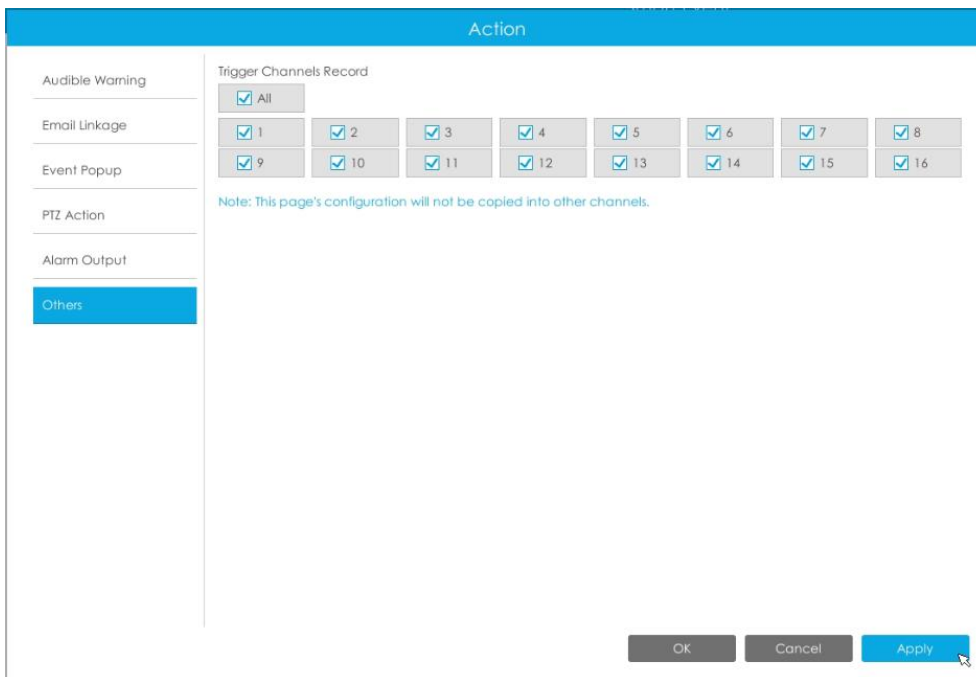 Action
Audible Warning
Email Linkage
Event Popup
PTZ Action
Alarm Output
Others
Trigger Channels Record
All
1 2 3 4 5 6 7 8
9 10 11 12 13 14 15 16
Note: This page's configuration will not be copied into other channels.
OK Cancel Apply